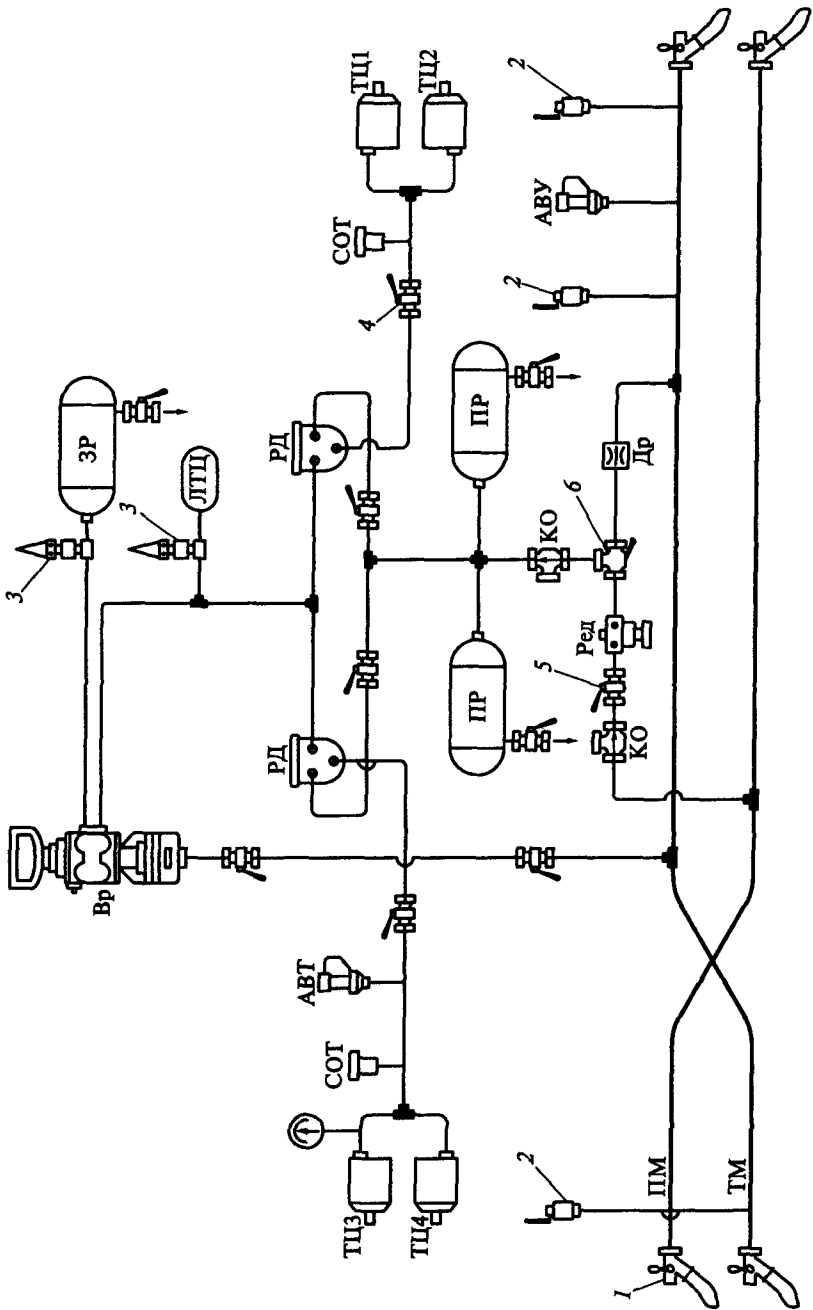 ТЦ1
ТЦ2
2
АВУ
2
СОТ
4
ЗР
ЛТЦ
3
3
РД
ПР
Др
6
КО
Ред
5
КО
ПР
РД
Вр
АВТ
СОТ
ТЦ3
ТЦ4
2
ПМ
ТМ
1